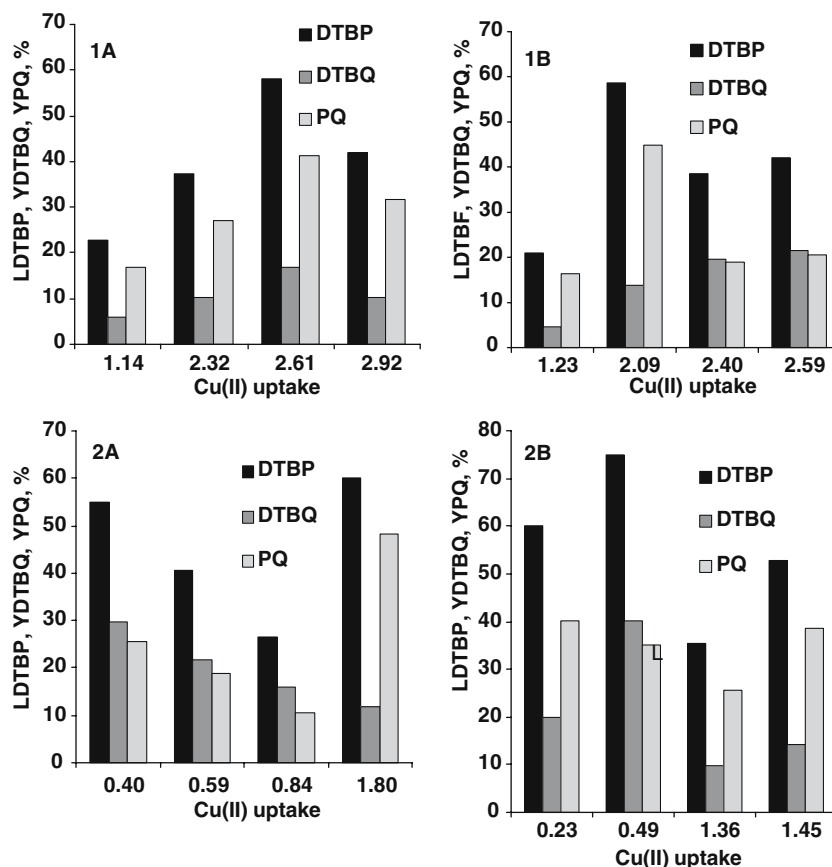 1A
DTBP
DTBQ
PQ
LDTBP, YDTBQ, YPQ, %
70
60
50
40
30
20
10
0
1.14 2.32 2.61 2.92
Cu(II) uptake
1B
DTBP
DTBQ
PQ
LDTBF, YDTBQ, YPQ, %
70
60
50
40
30
20
10
0
1.23 2.09 2.40 2.59
Cu(II) uptake
2A
DTBP
DTBQ
PQ
LDTBP, YDTBQ, YPQ, %
70
60
50
40
30
20
10
0
0.40 0.59 0.84 1.80
Cu(II) uptake
2B
DTBP
DTBQ
PQ
L
LDTBP, YDTBQ, YPQ, %
80
70
60
50
40
30
20
10
0
0.23 0.49 1.36 1.45
Cu(II) uptake